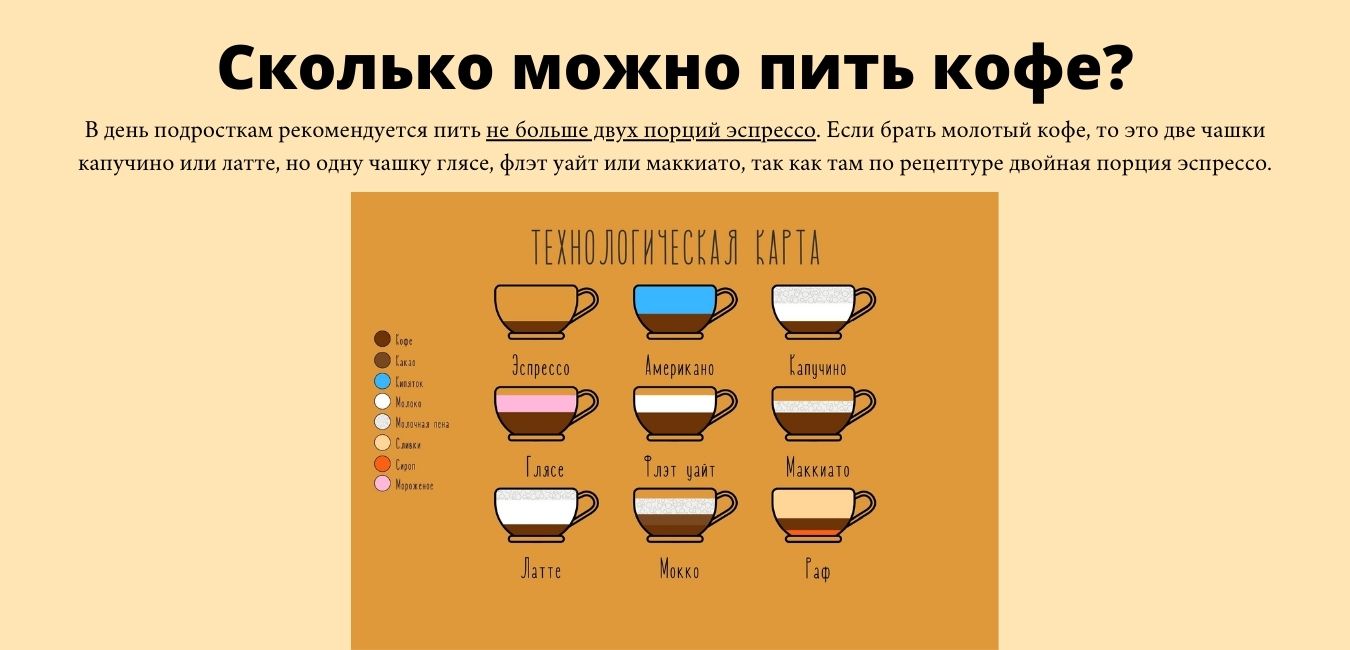 Сколько можно пить кофе?
В день подросткам рекомендуется пить не больше двух порций эспрессо. Если брать молотый кофе, то это две чашки
капучино или латте, но одну чашку глясе, флэт уайт или маккиато, так как там по рецептуре двойная порция эспрессо.
ТЕХНОЛОГИЧЕСКАЯ КАРТА
Кофе
Какао
Кипяток
Молоко
Молочная пена
Сливки
Сироп
Мороженое
Эспрессо
Американо
Капучино
Глясе
Флэт уайт
Маккиато
Латте
Мокко
Раф